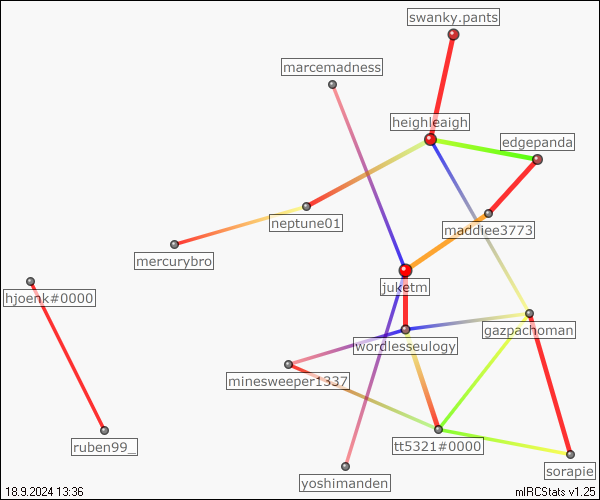 swanky.pants
marcemadness
heighleaigh
edgepanda
neptune01
maddiee3773
mercurybro
juketm
hjoenk#0000
gazpachoman
wordlesseulogy
minesweeper1337
ruben99_
tt5321#0000
sorapie
yoshimanden
18.9.2024 13:36
mIRCStats v1.25